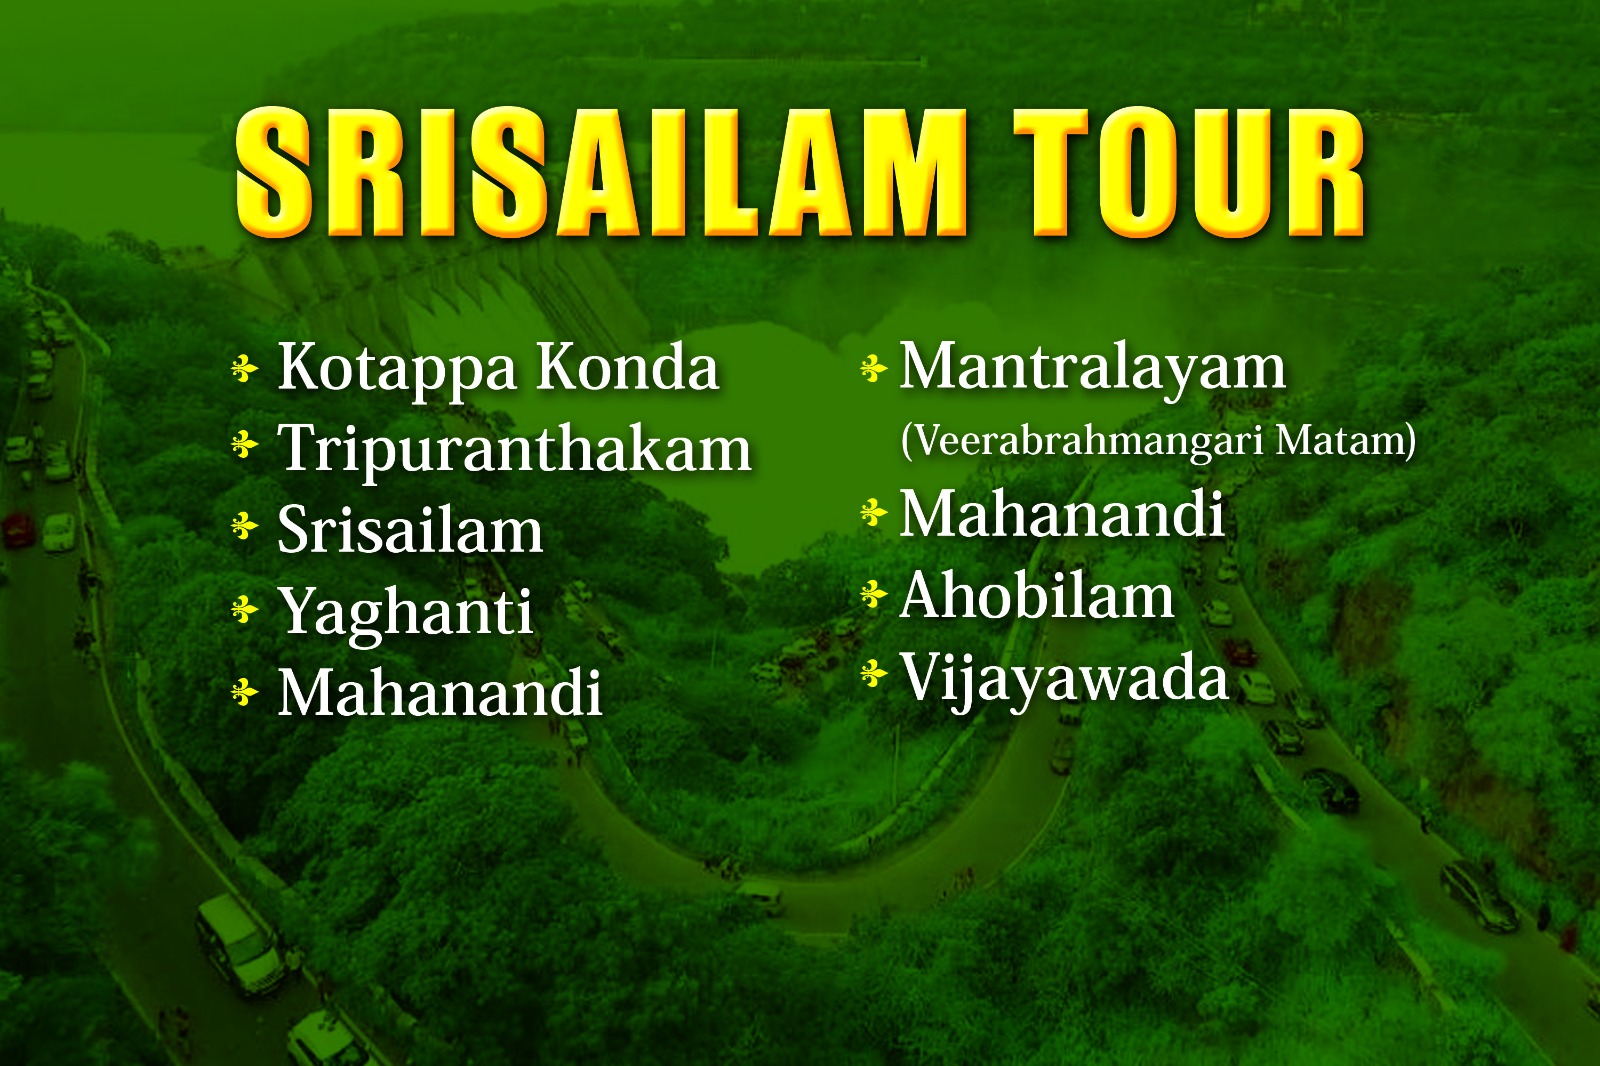 SRISAILAM TOUR
Kotappa Konda
Tripuranthakam
Srisailam
Yaghanti
Mahanandi
Mantralayam
(Veerabrahmangari Matam)
Mahanandi
Ahobilam
Vijayawada